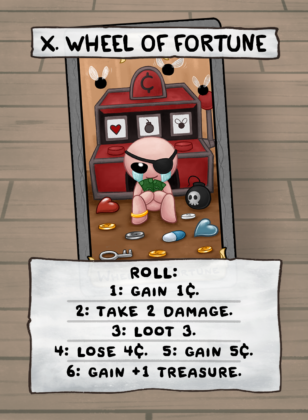 X. WHEEL OF FORTUNE
¢
ROLL:
1: GAIN 1¢.
2: TAKE 2 DAMAGE.
3: LOOT 3.
4: LOSE 4¢. 5: GAIN 5¢.
6: GAIN +1 TREASURE.